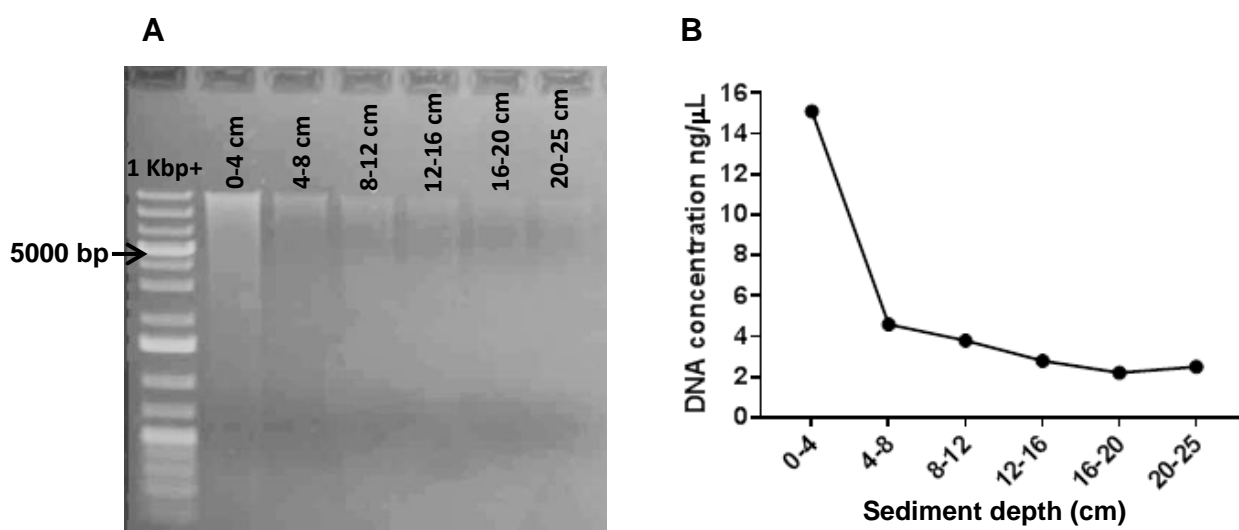 A
1 Kbp+
0-4 cm
4-8 cm
8-12 cm
12-16 cm
16-20 cm
20-25 cm
5000 bp
B
DNA concentration ng/µL
16
14
12
10
8
6
4
2
0
0-4
4-8
8-12
12-16
16-20
20-25
Sediment depth (cm)